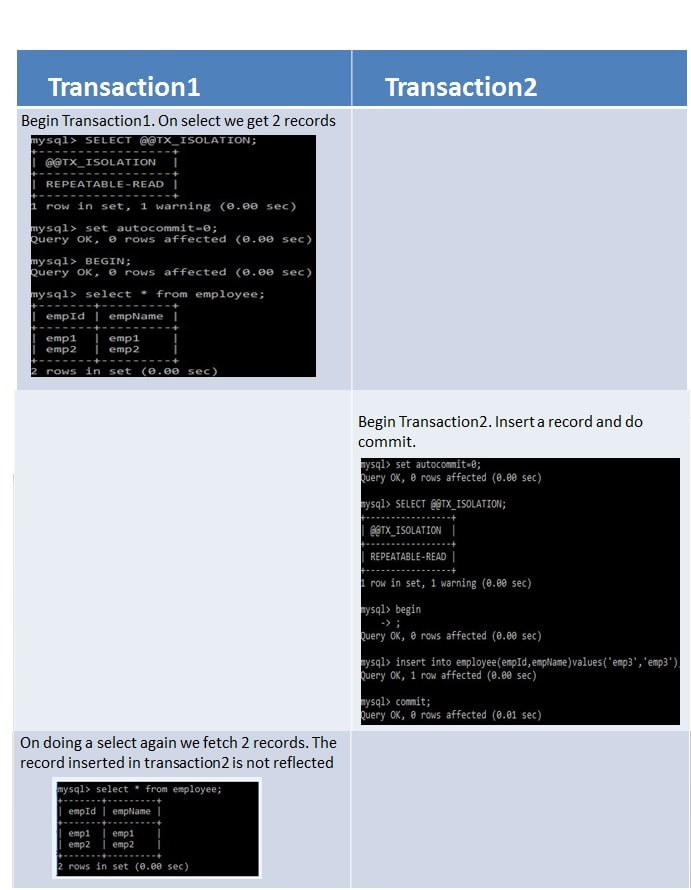 Transaction1
Transaction2
Begin Transaction1. On select we get 2 records
mysql> SELECT @@TX_ISOLATION;
+-----------------+
| @@TX_ISOLATION  |
+-----------------+
| REPEATABLE-READ |
+-----------------+
1 row in set, 1 warning (0.00 sec)
mysql> set autocommit=0;
Query OK, 0 rows affected (0.00 sec)
mysql> BEGIN;
Query OK, 0 rows affected (0.00 sec)
mysql> select * from employee;
+-------+---------+
| empId | empName |
+-------+---------+
| emp1  | emp1    |
| emp2  | emp2    |
+-------+---------+
2 rows in set (0.00 sec)
Begin Transaction2. Insert a record and do
commit.
mysql> set autocommit=0;
Query OK, 0 rows affected (0.00 sec)
mysql> SELECT @@TX_ISOLATION;
+-----------------+
| @@TX_ISOLATION  |
+-----------------+
| REPEATABLE-READ |
+-----------------+
1 row in set, 1 warning (0.00 sec)
mysql> begin
-> ;
Query OK, 0 rows affected (0.00 sec)
mysql> insert into employee(empId,empName)values('emp3','emp3')
Query OK, 1 row affected (0.00 sec)
mysql> commit;
Query OK, 0 rows affected (0.01 sec)
On doing a select again we fetch 2 records. The
record inserted in transaction2 is not reflected
mysql> select * from employee;
+-------+---------+
| empId | empName |
+-------+---------+
| emp1  | emp1    |
| emp2  | emp2    |
+-------+---------+
2 rows in set (0.00 sec)